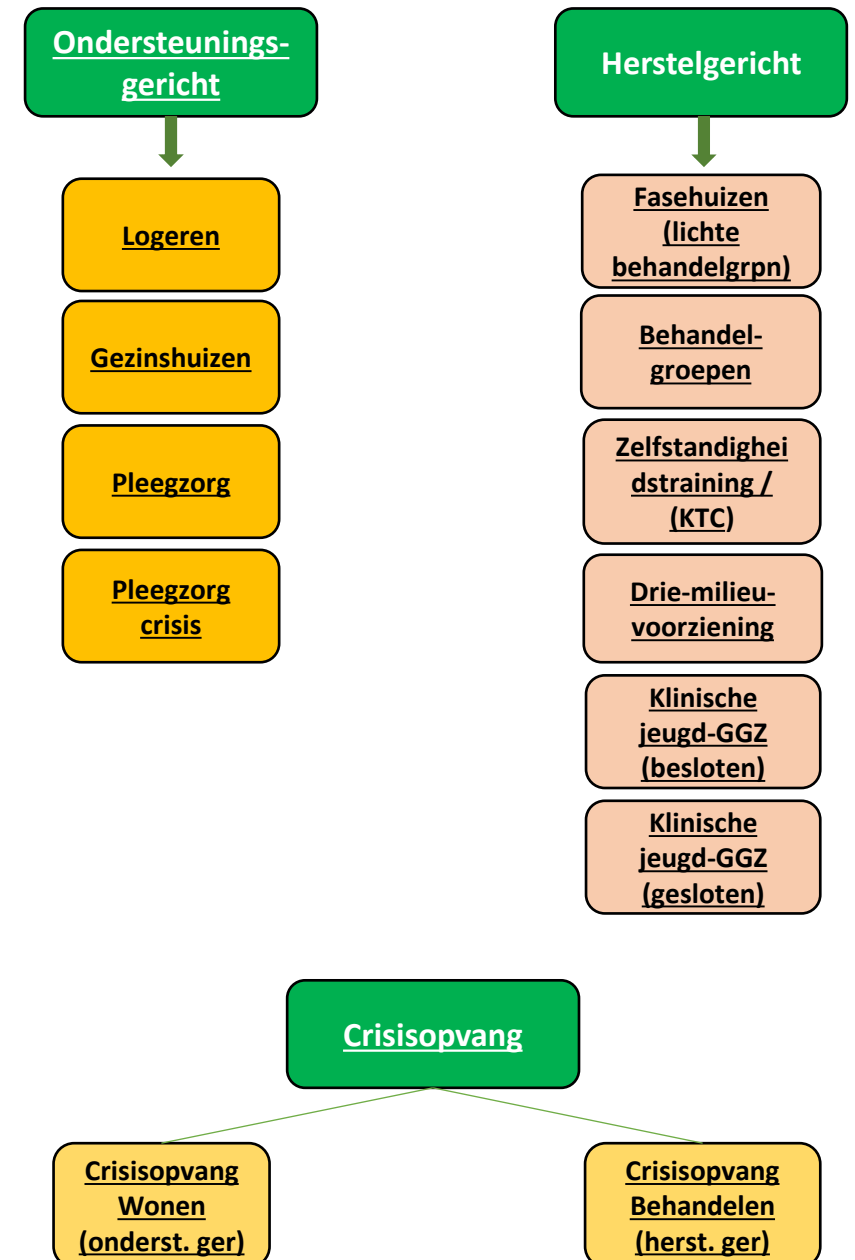 Ondersteunings-
gericht
Logeren
Gezinshuizen
Pleegzorg
Pleegzorg
crisis
Herstelgericht
Fasehuizen
(lichte
behandelgrpn)
Behandel-
groepen
Zelfstandighei
dstraining /
(KTC)
Drie-milieu-
voorziening
Klinische
jeugd-GGZ
(besloten)
Klinische
jeugd-GGZ
(gesloten)
Crisisopvang
Crisisopvang
Wonen
(onderst. ger)
Crisisopvang
Behandelen
(herst. ger)